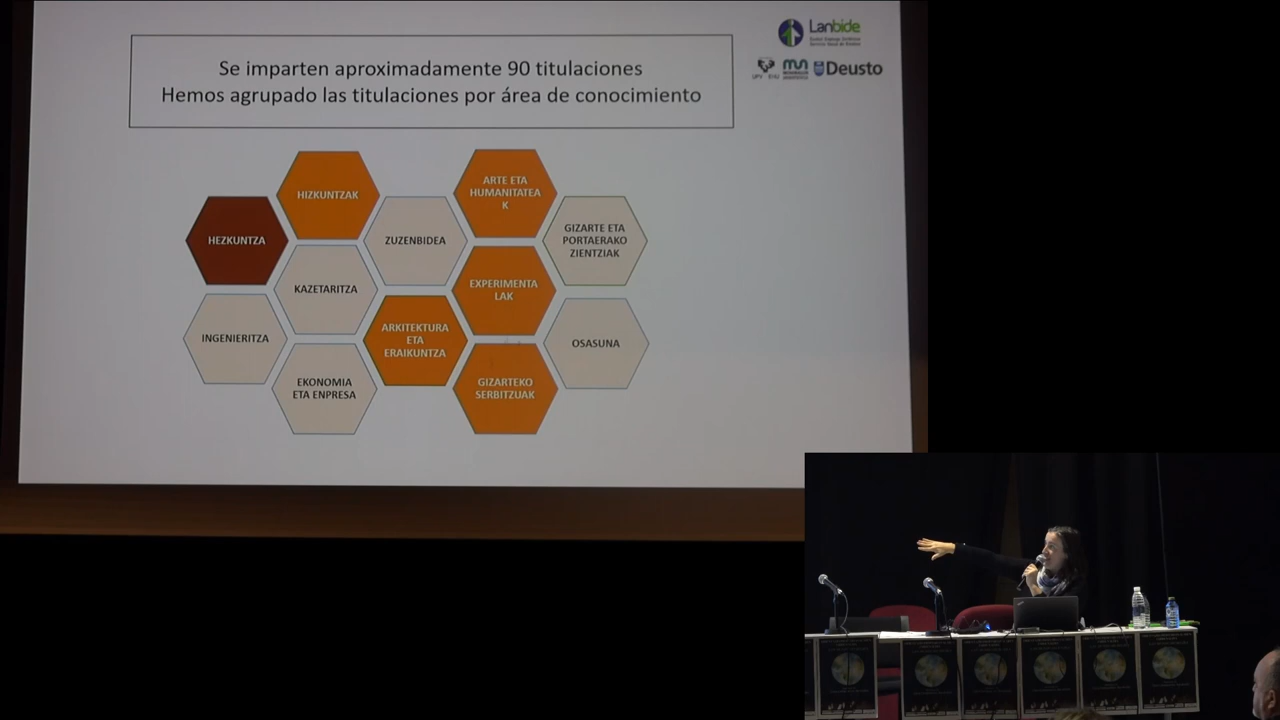 Lanbide
Se imparten aproximadamente 90 titulaciones
Hemos agrupado las titulaciones por área de conocimiento
Deusto
HIZKUNTZAK
ARTE ETA
HUMANITATEA
K
HEZKUNTZA
ZUZENBIDEA
GIZARTE ETA
PORTAERAKO
ZIENTZIAK
KAZETARITZA
EXPERIMENTA
LAK
INGENIERITZA
ARKITEKTURA
ETA
ERAIKUNTZA
OSASUNA
EKONOMIA
ETA ENPRESA
GIZARTEKO
SERBITZUAK